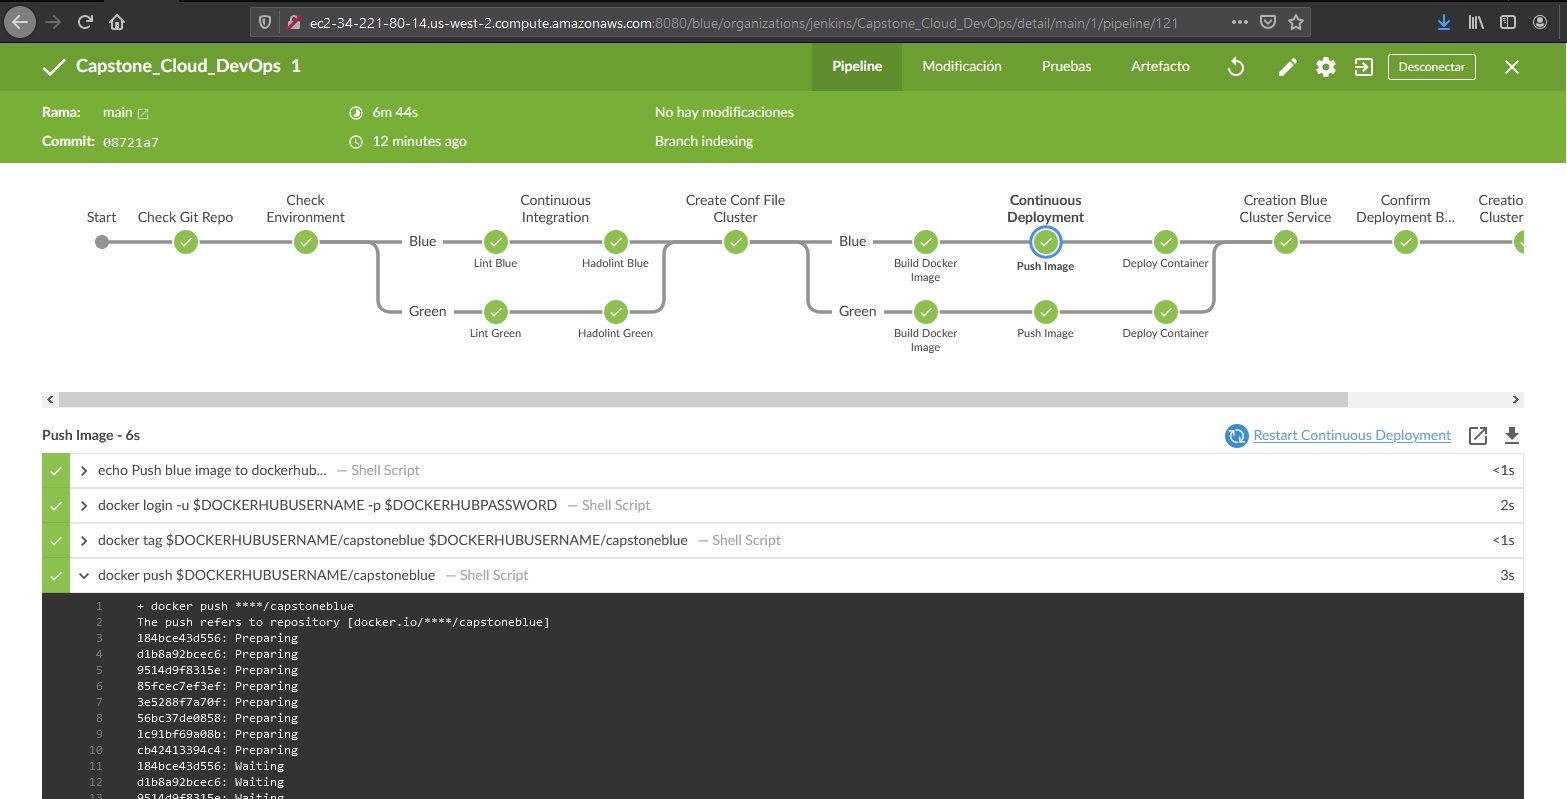 ec2-34-221-80-14.us-west-2.compute.amazonaws.com:8080/blue/organizations/jenkins/Capstone_Cloud_DevOps/detail/main/1/pipeline/121
Capstone_Cloud_DevOps 1
Pipeline
Modificación
Pruebas
Artefacto
Desconectar
Rama: main
6m 44s
No hay modificaciones
Commit: 08721a7
12 minutes ago
Branch indexing
Start
Check Git Repo
Check
Environment
Continuous
Integration
Create Conf File
Cluster
Continuous
Deployment
Creation Blue
Cluster Service
Confirm
Deployment B...
Creatio
Cluster
Blue
Lint Blue
Hadolint Blue
Blue
Build Docker
Image
Push Image
Deploy Container
Green
Lint Green
Hadolint Green
Green
Build Docker
Image
Push Image
Deploy Container
Push Image - 6s
Restart Continuous Deployment
echo Push blue image to dockerhub... — Shell Script <1s
docker login -u $DOCKERHUBUSERNAME -p $DOCKERHUBPASSWORD — Shell Script 2s
docker tag $DOCKERHUBUSERNAME/capstoneblue $DOCKERHUBUSERNAME/capstoneblue — Shell Script <1s
docker push $DOCKERHUBUSERNAME/capstoneblue — Shell Script 3s
1 + docker push ****/capstoneblue
2 The push refers to repository [docker.io/****/capstoneblue]
3 184bce43d556: Preparing
4 d1b8a92bcec6: Preparing
5 9514d9f8315e: Preparing
6 85fcec7ef3ef: Preparing
7 3e5288f7a70f: Preparing
8 56bc37de0858: Preparing
9 1c91bf69a08b: Preparing
10 cb42413394c4: Preparing
11 184bce43d556: Waiting
12 d1b8a92bcec6: Waiting
13 9514d9f8315e: Waiting